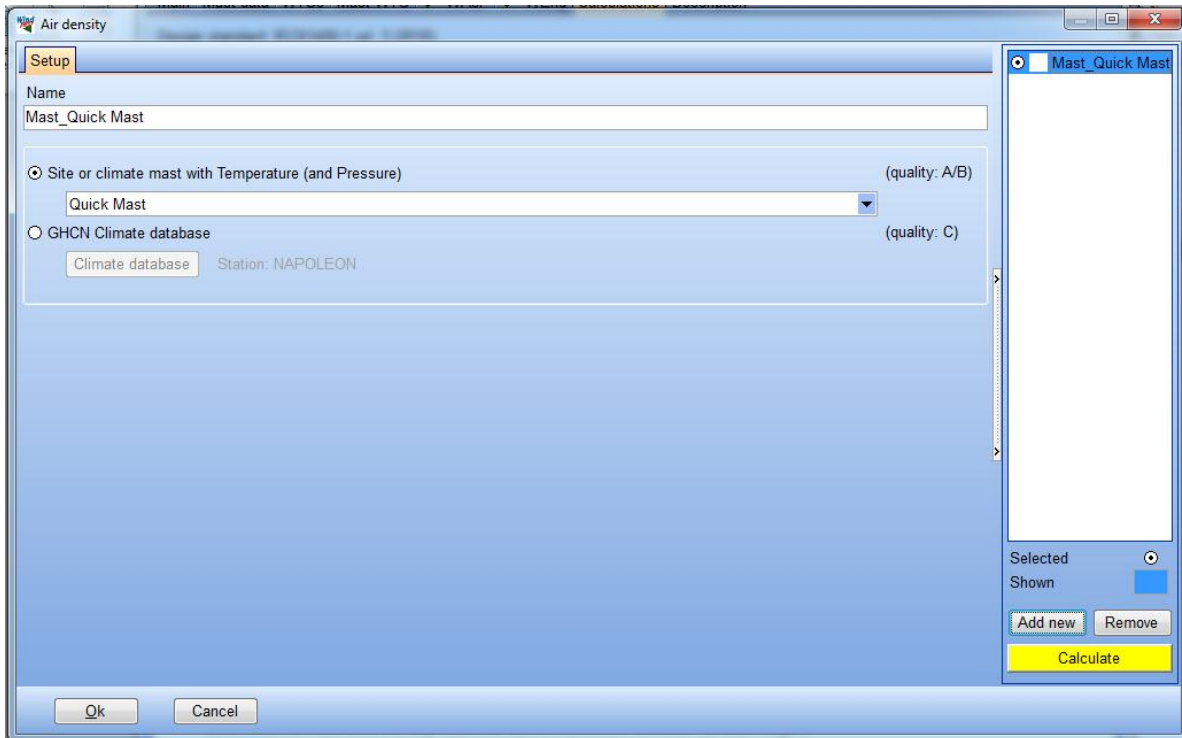 Wind
Air density
Setup
Name
Mast_Quick Mast
Site or climate mast with Temperature (and Pressure) (quality: A/B)
Quick Mast
GHCN Climate database (quality: C)
Climate database Station: NAPOLEON
Mast_Quick Mast
Selected
Shown
Add new Remove
Calculate
Ok Cancel